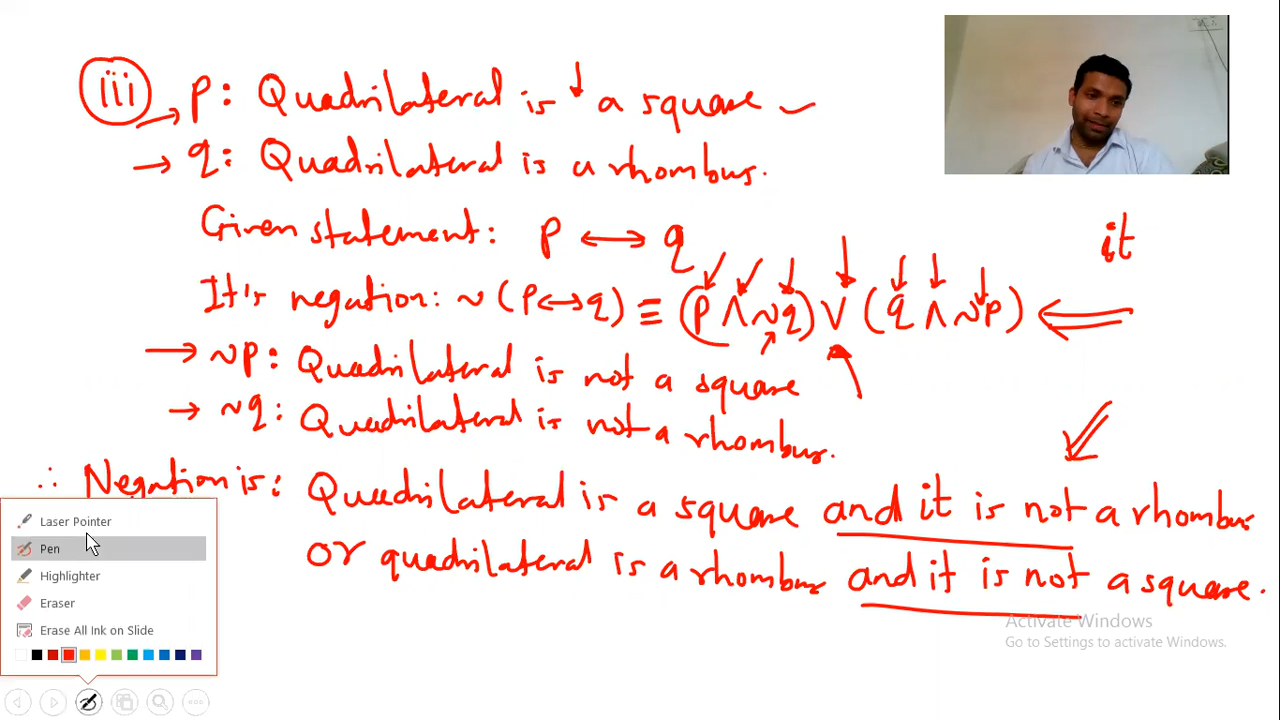 iii p: Quadrilateral is a square
q: Quadrilateral is a rhombus.
Given statement: p ↔ q
it
It's negation: ~ (p↔q) ≡ (p ∧ ~q) ∨ (q ∧ ~p)
~p: Quadrilateral is not a square
~q: Quadrilateral is not a rhombus.
∴ Negation is: Quadrilateral is a square and it is not a rhombus
or quadrilateral is a rhombus and it is not a square.
Laser Pointer
Pen
Highlighter
Eraser
Erase All Ink on Slide
Activate Windows
Go to Settings to activate Windows.